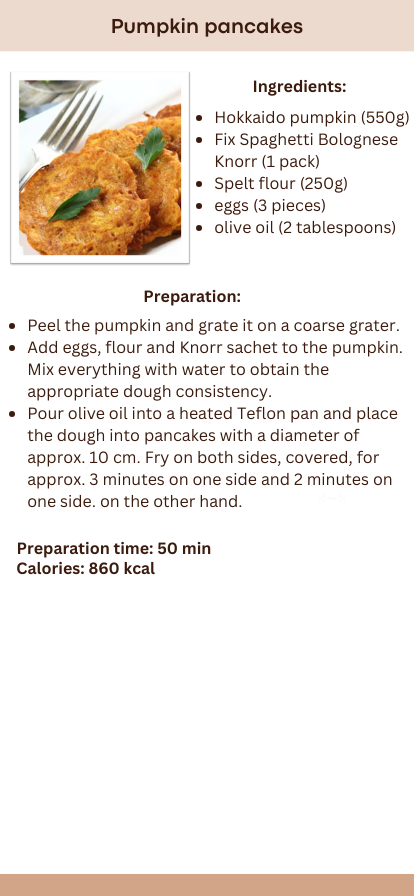 Pumpkin pancakes
Ingredients:
• Hokkaido pumpkin (550g)
• Fix Spaghetti Bolognese
Knorr (1 pack)
• Spelt flour (250g)
• eggs (3 pieces)
• olive oil (2 tablespoons)
Preparation:
• Peel the pumpkin and grate it on a coarse grater.
• Add eggs, flour and Knorr sachet to the pumpkin.
Mix everything with water to obtain the
appropriate dough consistency.
• Pour olive oil into a heated Teflon pan and place
the dough into pancakes with a diameter of
approx. 10 cm. Fry on both sides, covered, for
approx. 3 minutes on one side and 2 minutes on
one side. on the other hand.
Preparation time: 50 min
Calories: 860 kcal